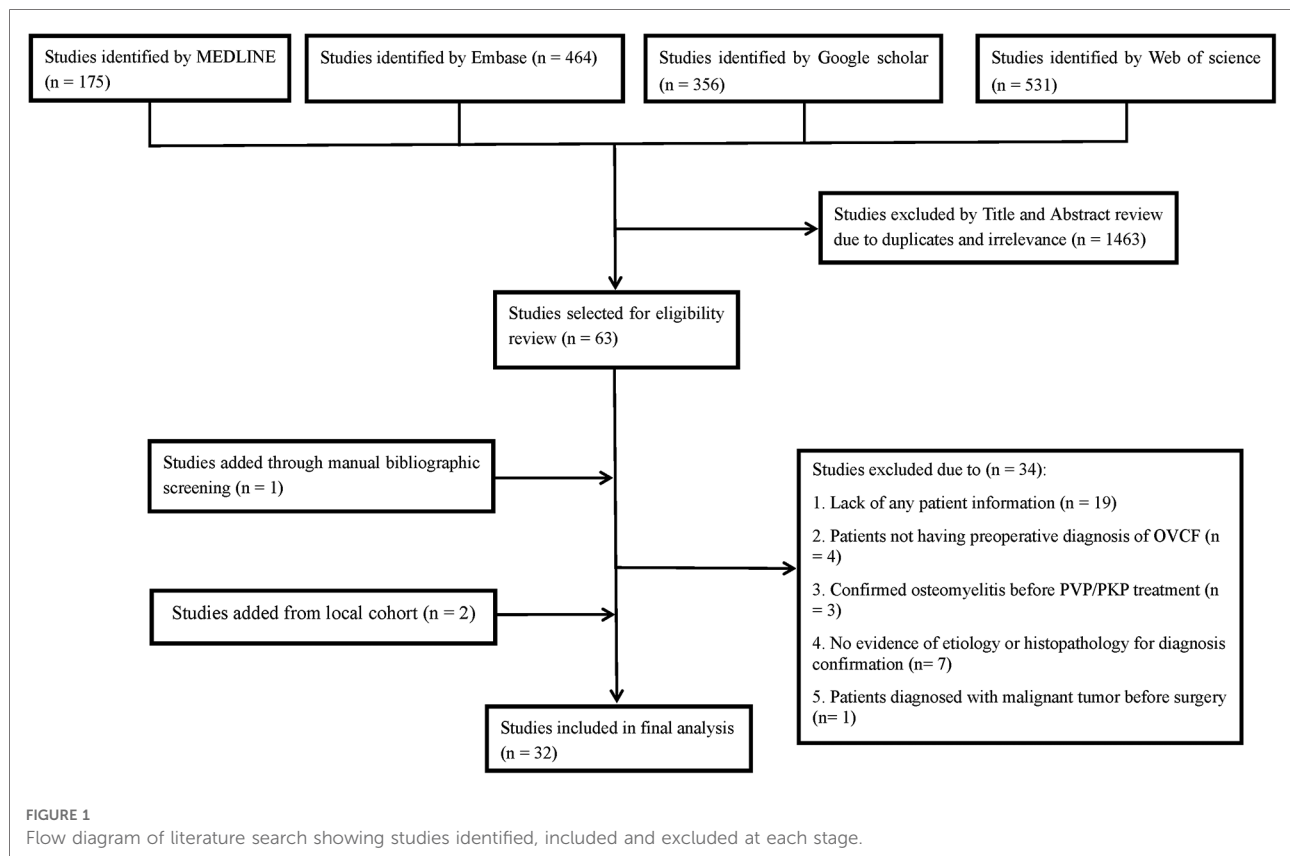 Studies identified by MEDLINE
(n = 175)
Studies identified by Embase (n = 464)
Studies identified by Google scholar
(n = 356)
Studies identified by Web of science
(n = 531)
Studies excluded by Title and Abstract review
due to duplicates and irrelevance (n = 1463)
Studies selected for eligibility
review (n = 63)
Studies added through manual bibliographic
screening (n = 1)
Studies excluded due to (n = 34):
1. Lack of any patient information (n = 19)
2. Patients not having preoperative diagnosis of OVCF (n
= 4)
3. Confirmed osteomyelitis before PVP/PKP treatment (n
= 3)
4. No evidence of etiology or histopathology for diagnosis
confirmation (n= 7)
5. Patients diagnosed with malignant tumor before surgery
(n= 1)
Studies added from local cohort (n = 2)
Studies included in final analysis
(n = 32)
FIGURE 1
Flow diagram of literature search showing studies identified, included and excluded at each stage.